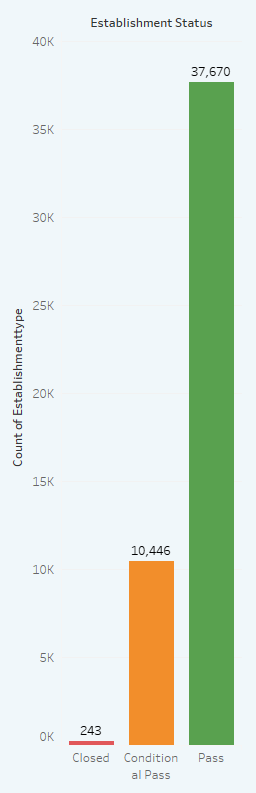 Establishment Status
40K
37,670
35K
30K
25K
Count of Establishmenttype
20K
15K
10,446
10K
5K
243
0K
Closed
Condition
al Pass
Pass